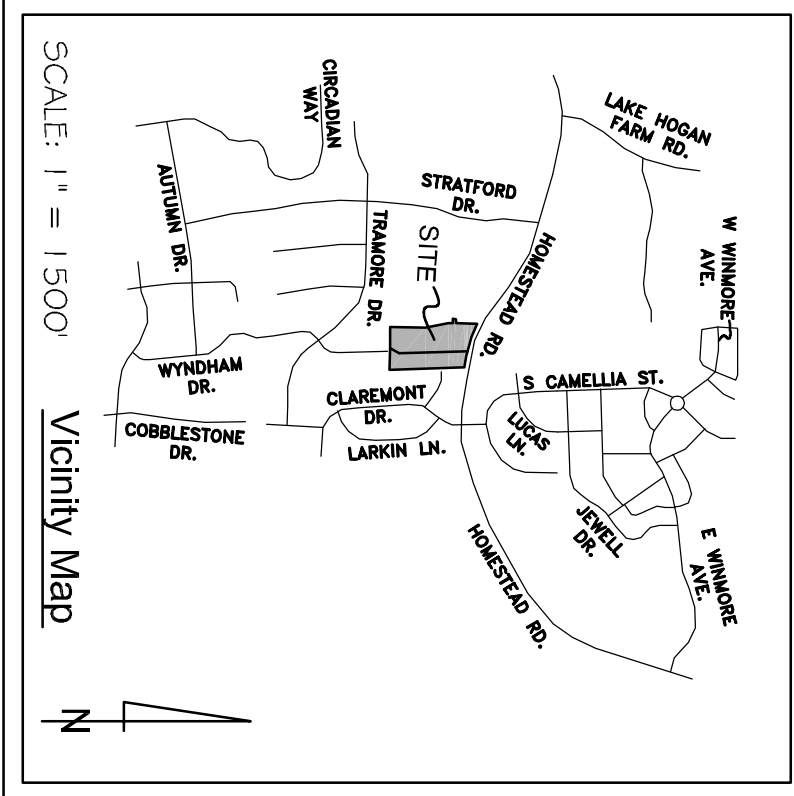 LAKE HOGAN
FARM RD.
CIRCADIAN
WAY
STRATFORD
DR.
W WINMORE
AVE.
AUTUMN DR.
TRAMORE DR.
SITE
HOMESTEAD RD.
WYNDHAM
DR.
CLAREMONT
DR.
S CAMELLIA ST.
LUCAS
LN.
COBBLESTONE
DR.
LARKIN LN.
JEWELL
DR.
E WINMORE
AVE.
HOMESTEAD RD.
Vicinity Map
SCALE: 1" = 1500'
N